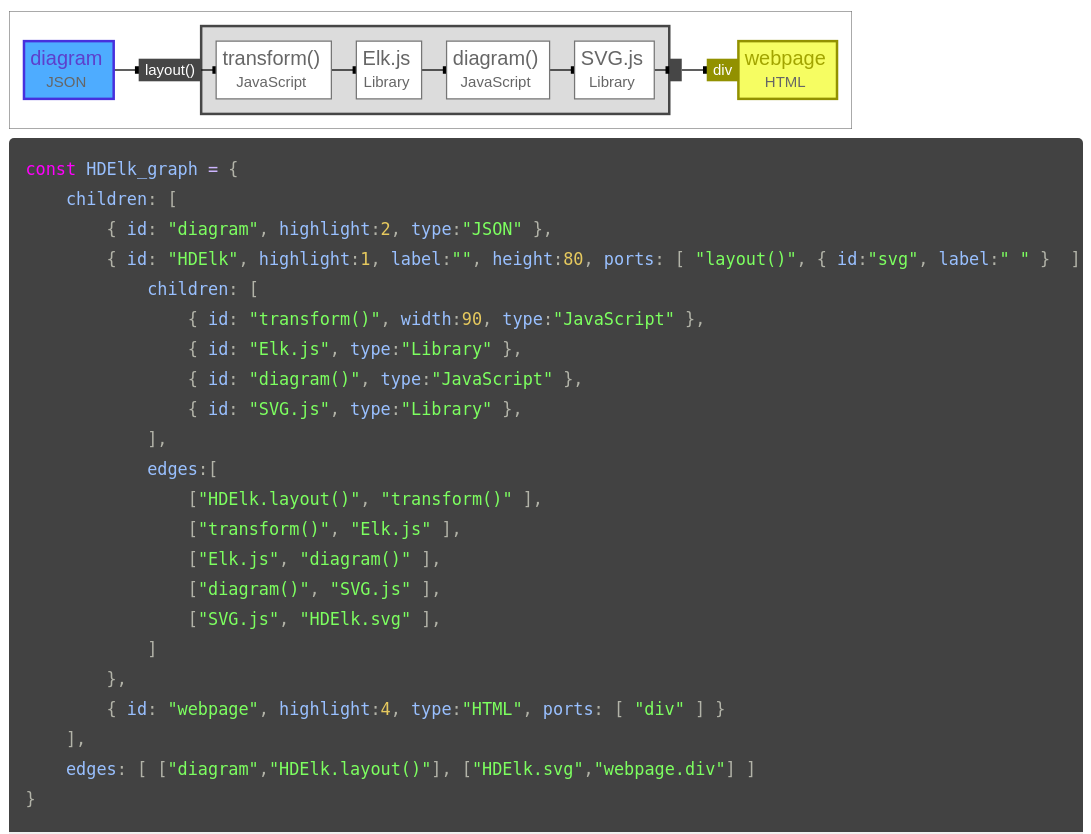 diagram
JSON
layout()
transform()
JavaScript
Elk.js
Library
diagram()
JavaScript
SVG.js
Library
div
webpage
HTML
const HDElk_graph = {
    children: [
        { id: "diagram", highlight:2, type:"JSON" },
        { id: "HDElk", highlight:1, label:"", height:80, ports: [ "layout()", { id:"svg", label:" " }  ]
            children: [
                { id: "transform()", width:90, type:"JavaScript" },
                { id: "Elk.js", type:"Library" },
                { id: "diagram()", type:"JavaScript" },
                { id: "SVG.js", type:"Library" },
            ],
            edges:[
                ["HDElk.layout()", "transform()" ],
                ["transform()", "Elk.js" ],
                ["Elk.js", "diagram()" ],
                ["diagram()", "SVG.js" ],
                ["SVG.js", "HDElk.svg" ],
            ]
        },
        { id: "webpage", highlight:4, type:"HTML", ports: [ "div" ] }
    ],
    edges: [ ["diagram","HDElk.layout()"], ["HDElk.svg","webpage.div"] ]
}